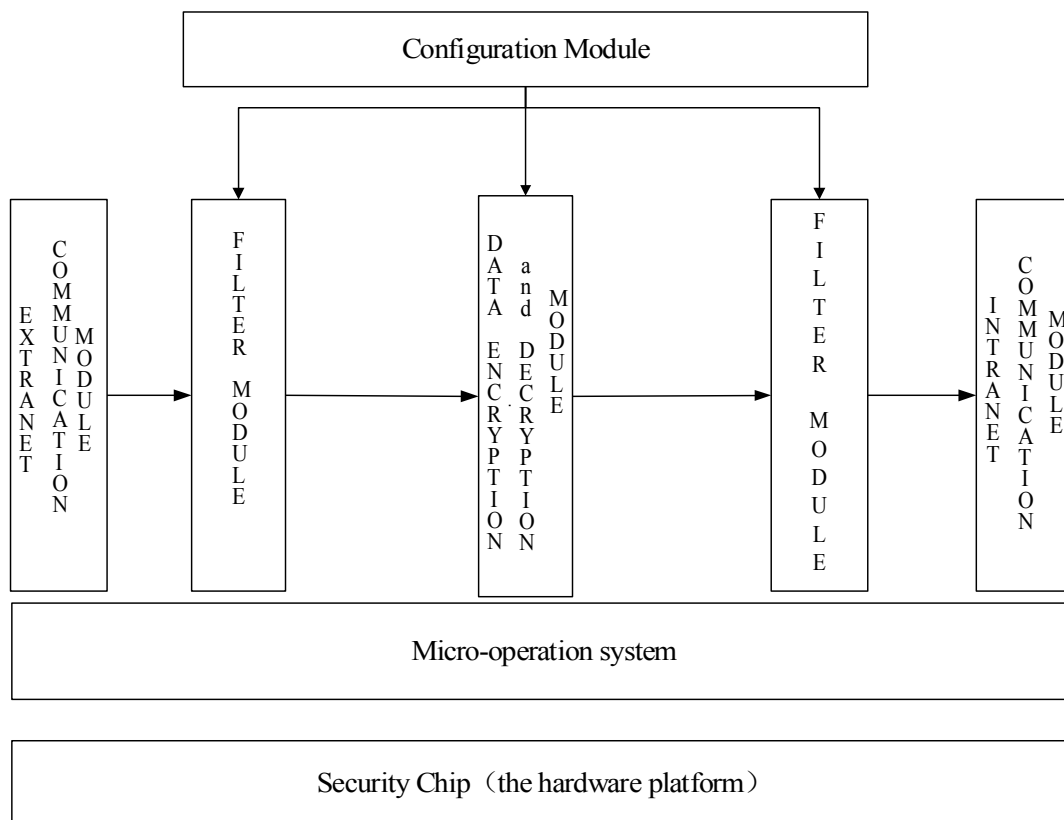 Configuration Module
EXTRANET
COMMUNICATION
MODULE
FILTER MODULE
DATA ENCRYPTION
and DECRYPTION
MODULE
FILTER MODULE
INTRANET
COMMUNICATION
MODULE
Micro-operation system
Security Chip（the hardware platform）